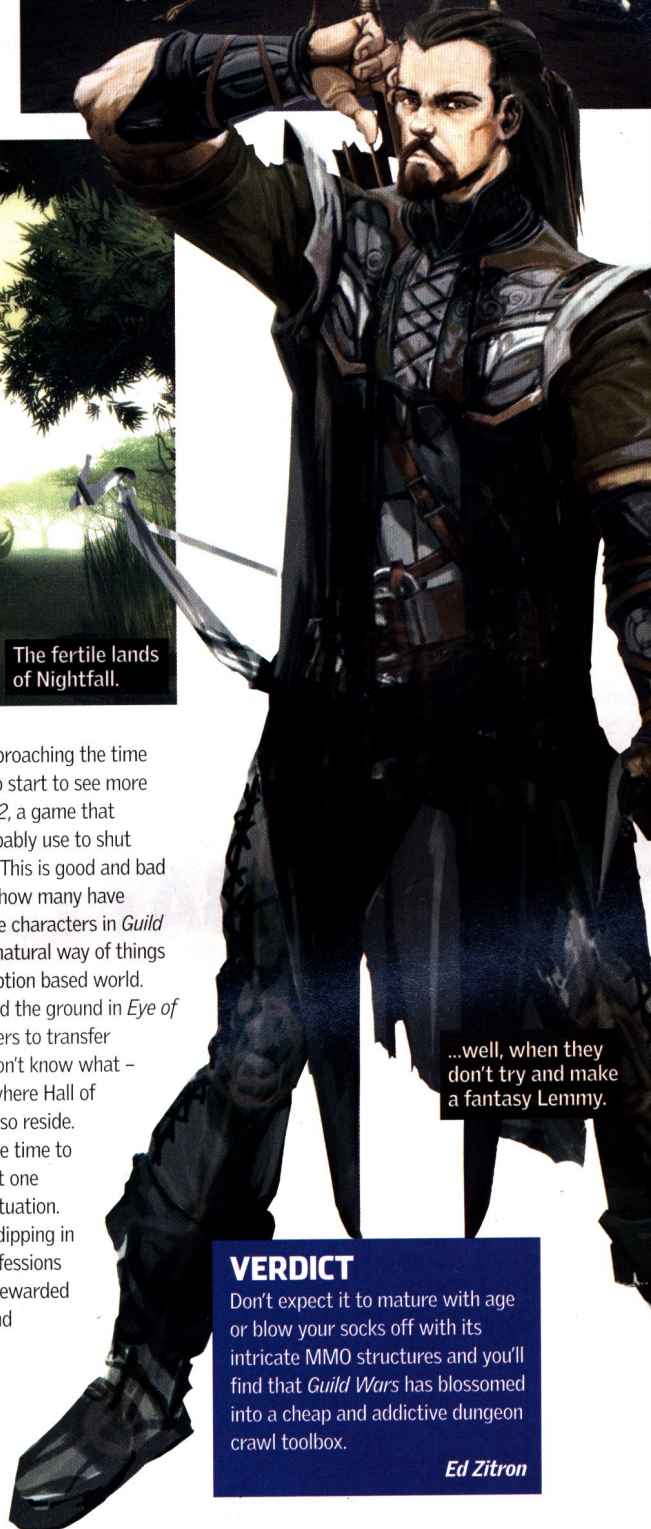 The fertile lands
of Nightfall.
proaching the time
o start to see more
2, a game that
bably use to shut
This is good and bad
how many have
e characters in Guild
natural way of things
ption based world.
d the ground in Eye of
ers to transfer
on't know what –
where Hall of
so reside.
e time to
t one
tuation.
dipping in
fessions
ewarded
nd
...well, when they
don't try and make
a fantasy Lemmy.
VERDICT
Don't expect it to mature with age
or blow your socks off with its
intricate MMO structures and you'll
find that Guild Wars has blossomed
into a cheap and addictive dungeon
crawl toolbox.
Ed Zitron